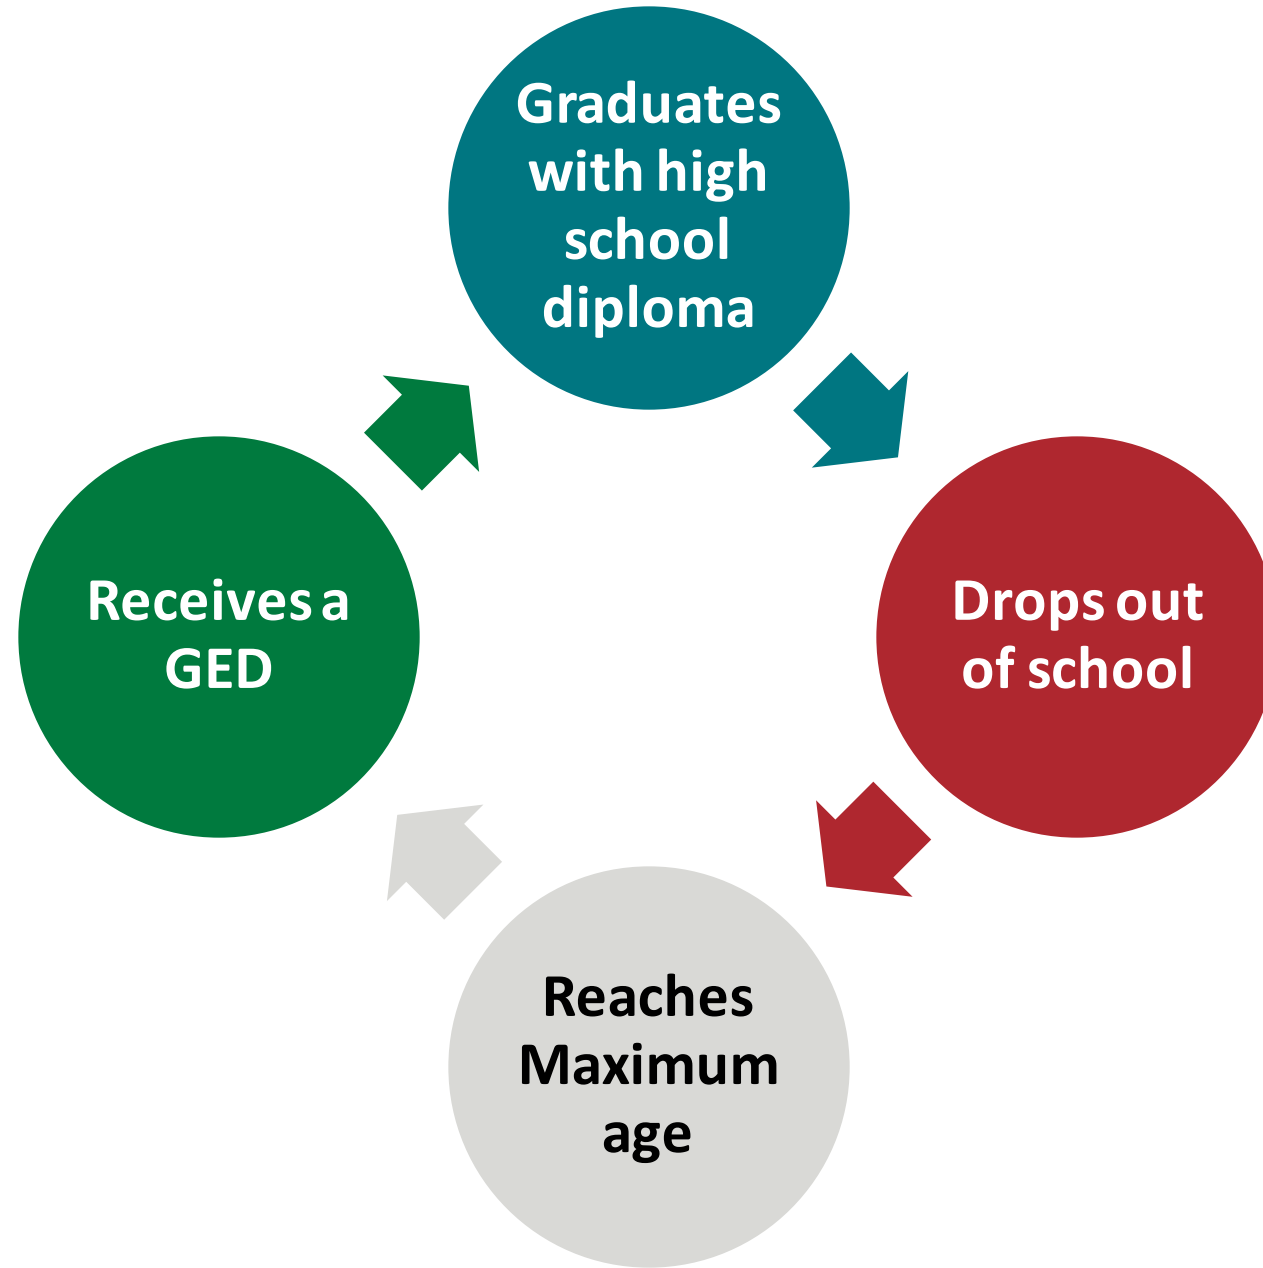 Graduates
with high
school
diploma
Drops out
of school
Reaches
Maximum
age
Receives a
GED